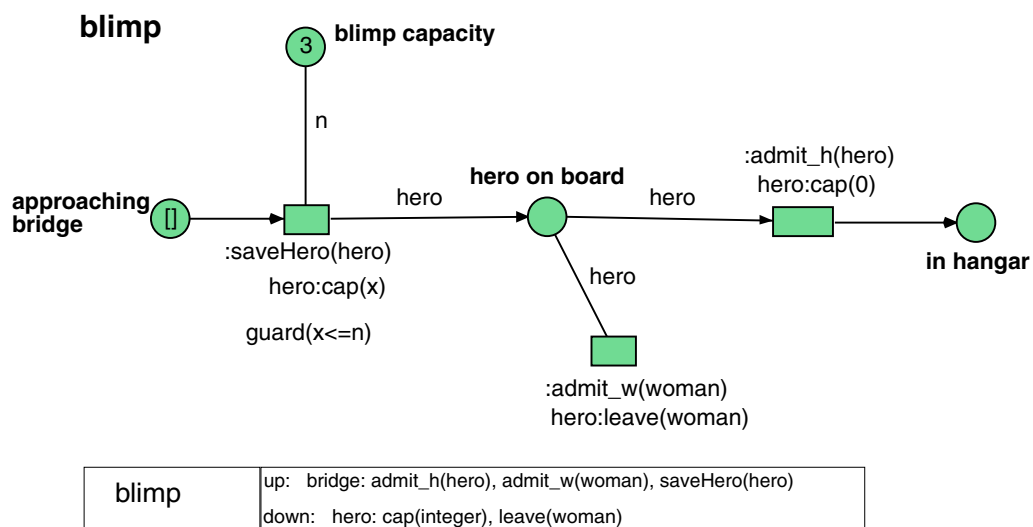 blimp
3
blimp capacity
n
approaching
bridge
[]
hero
hero on board
hero
:admit_h(hero)
hero:cap(0)
in hangar
:saveHero(hero)
hero:cap(x)
guard(x<=n)
hero
:admit_w(woman)
hero:leave(woman)
blimp
up: bridge: admit_h(hero), admit_w(woman), saveHero(hero)
down: hero: cap(integer), leave(woman)